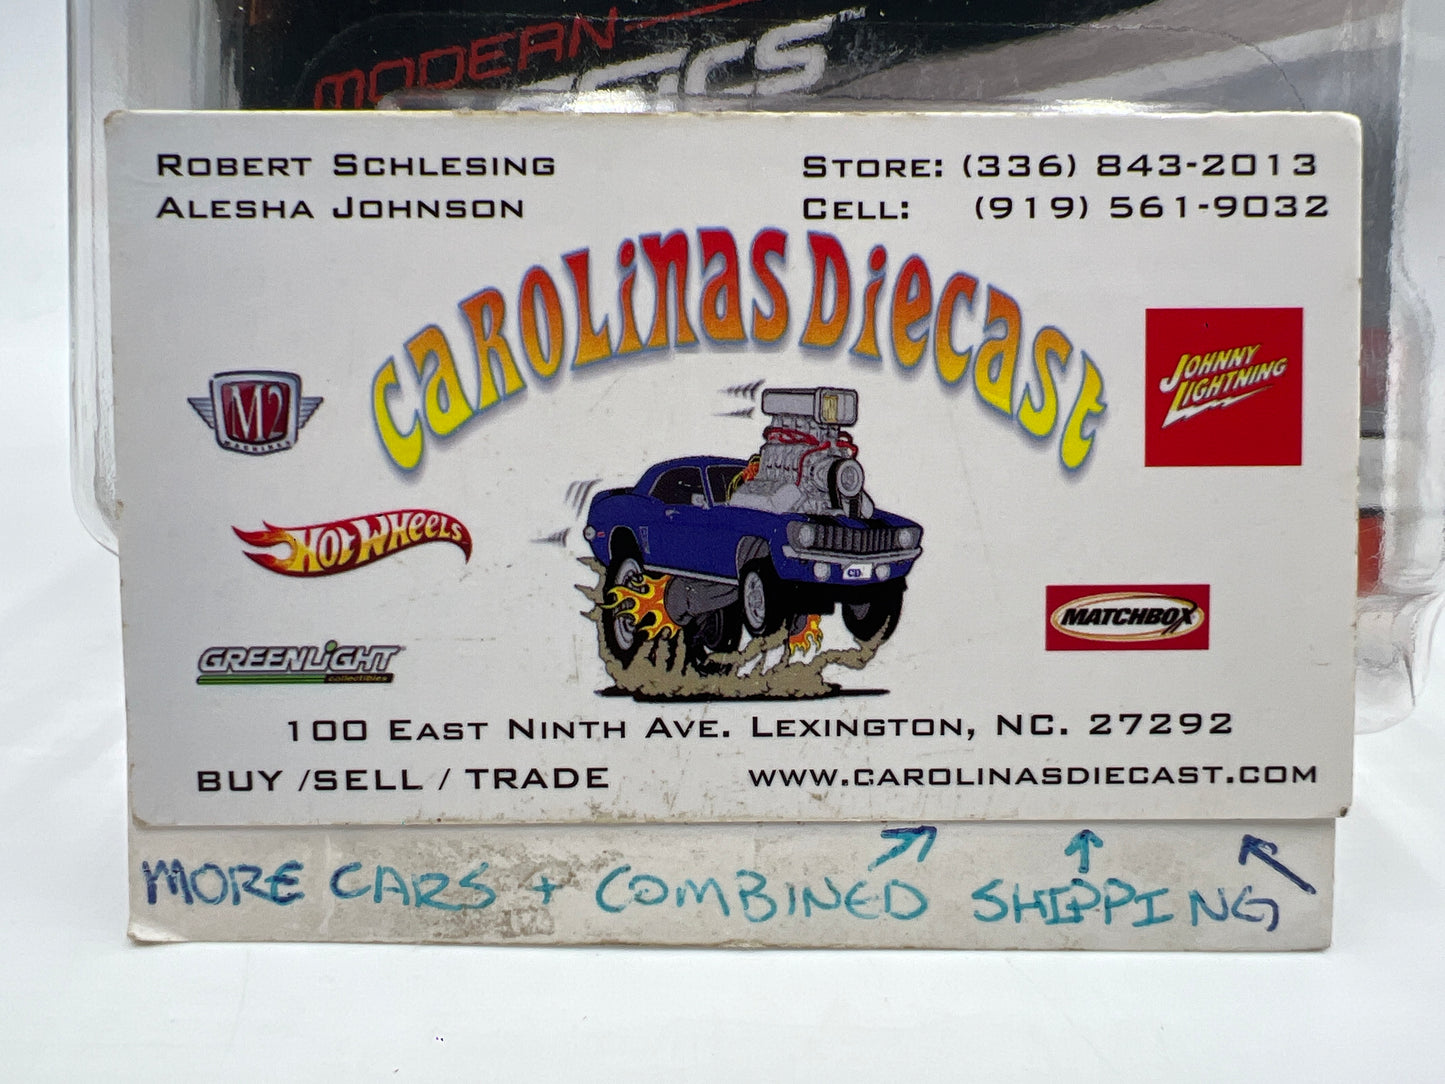 MODERN
ROBERT SCHLESING
ALESHA JOHNSON
STORE: (336) 843-2013
CELL: (919) 561-9032
CAROLINAS DIECAST
M2
MACHINES
JOHNNY
LIGHTNING
HOT WHEELS
MATCHBOX
GREENLIGHT
collectibles
100 EAST NINTH AVE. LEXINGTON, NC. 27292
BUY /SELL / TRADE
WWW.CAROLINASDIECAST.COM
MORE CARS + COMBINED SHIPPING